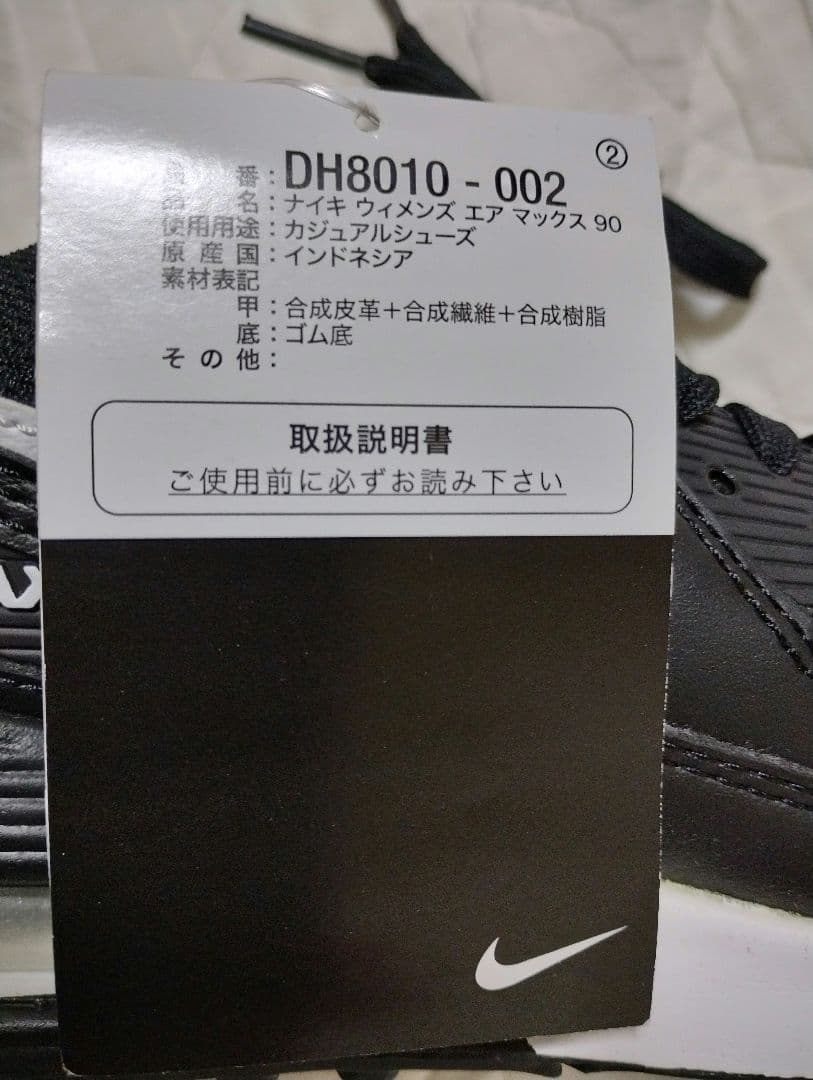 ②
品番：DH8010 - 002
品名：ナイキ ウィメンズ エア マックス 90
使用用途：カジュアルシューズ
原産国：インドネシア
素材表記
甲：合成皮革＋合成繊維＋合成樹脂
底：ゴム底
その他：
取扱説明書
ご使用前に必ずお読み下さい